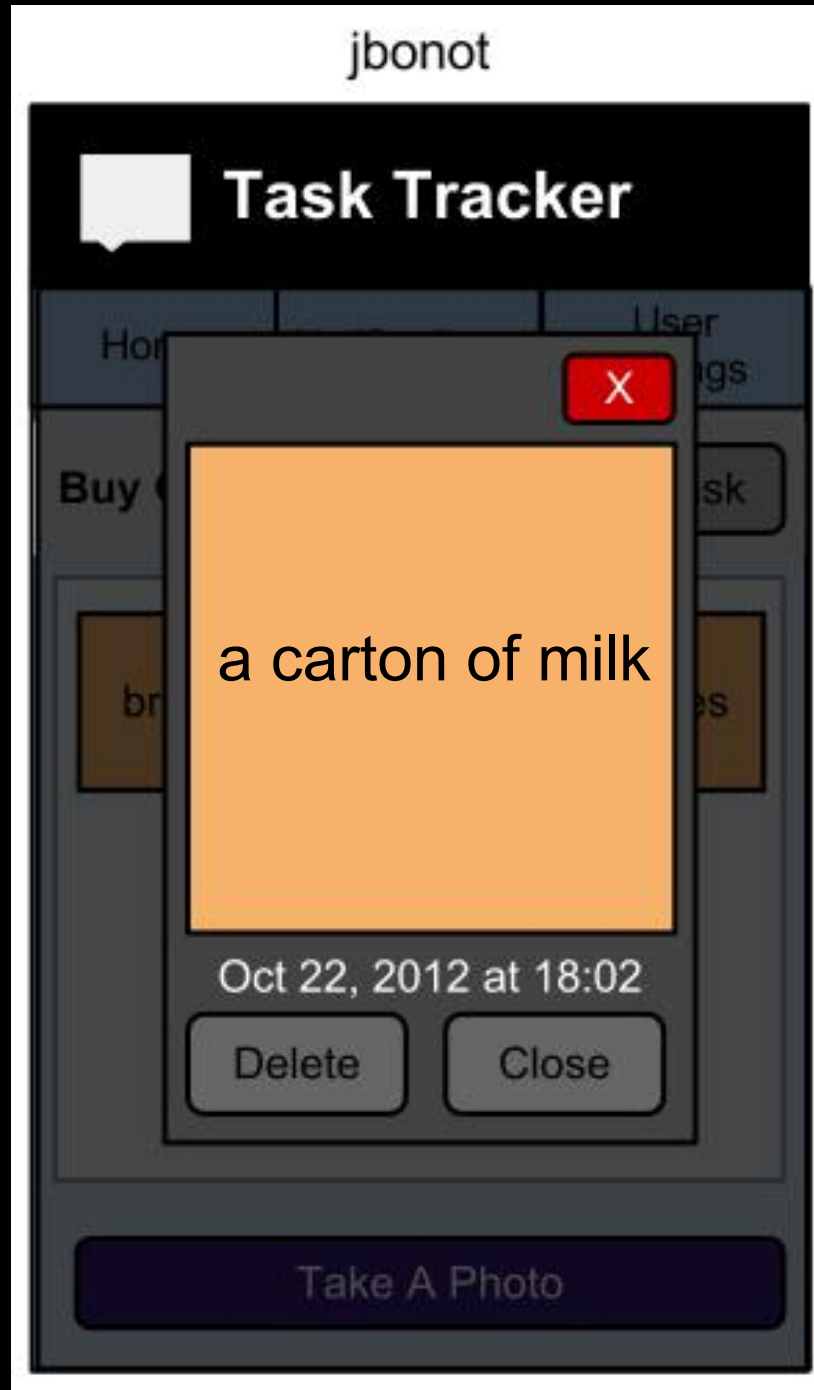 jbonot
Task Tracker
User
X
Buy
a carton of milk
Oct 22, 2012 at 18:02
Delete Close
Take A Photo